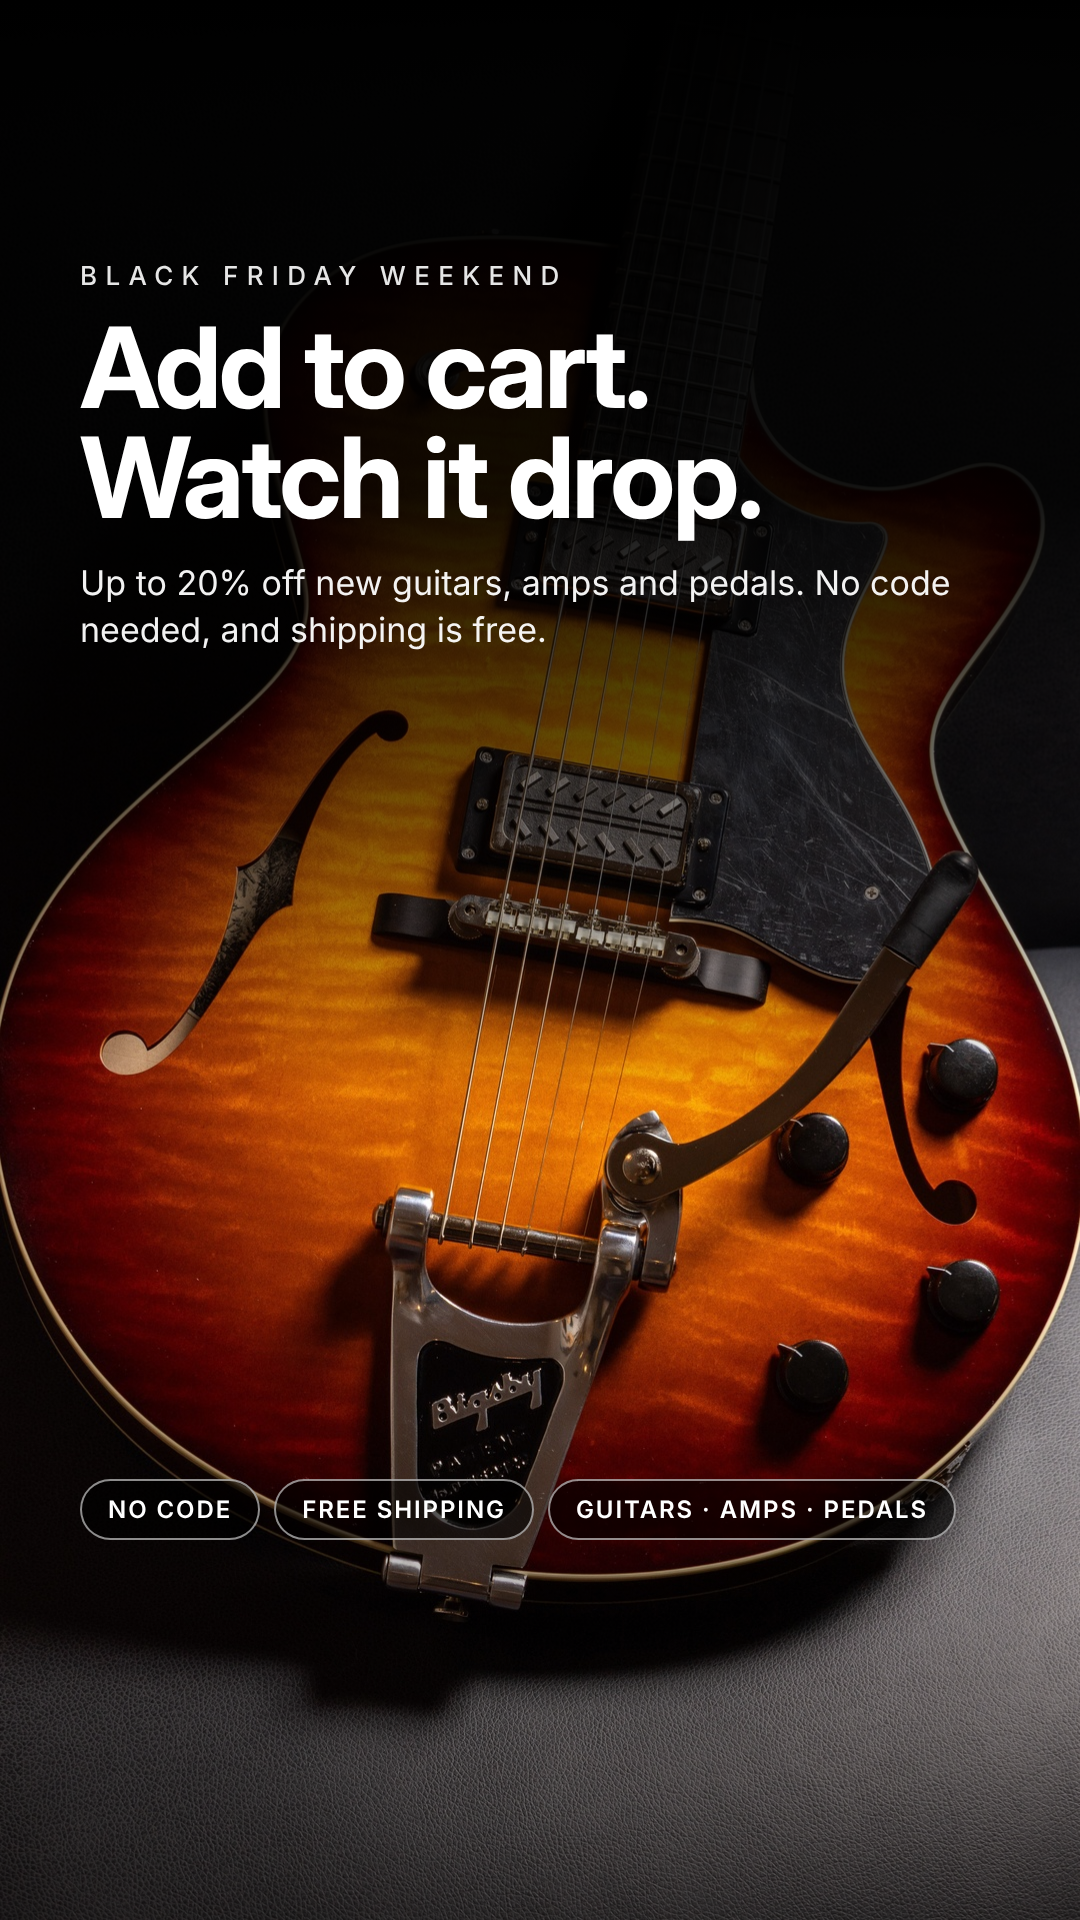 BLACK FRIDAY WEEKEND
Add to cart.
Watch it drop.
Up to 20% off new guitars, amps and pedals. No code
needed, and shipping is free.
Bigsby
NO CODE
FREE SHIPPING
GUITARS · AMPS · PEDALS